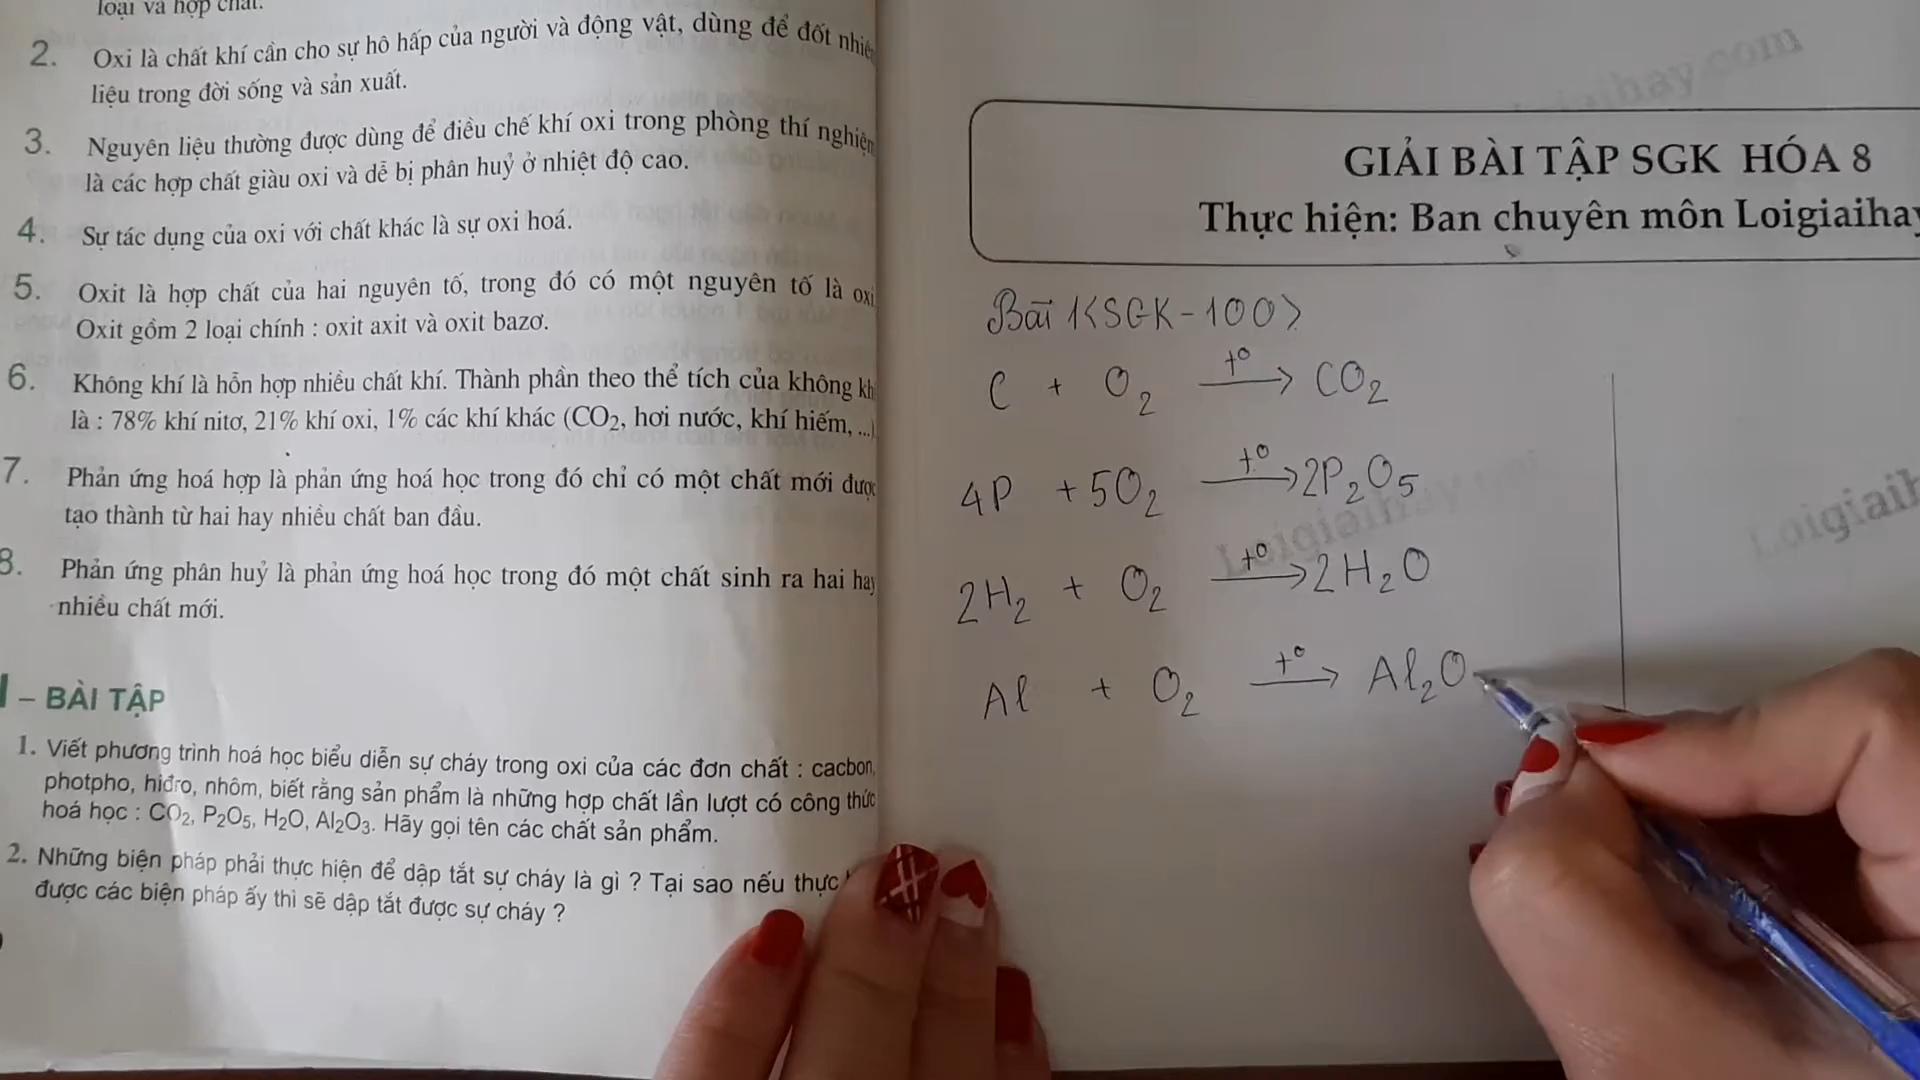 loại và hợp chất.
2. Oxi là chất khí cần cho sự hô hấp của người và động vật, dùng để đốt nhiê
liệu trong đời sống và sản xuất.
3. Nguyên liệu thường được dùng để điều chế khí oxi trong phòng thí nghiệm
là các hợp chất giàu oxi và dễ bị phân huỷ ở nhiệt độ cao.
4. Sự tác dụng của oxi với chất khác là sự oxi hoá.
5. Oxit là hợp chất của hai nguyên tố, trong đó có một nguyên tố là oxi
Oxit gồm 2 loại chính : oxit axit và oxit bazơ.
6. Không khí là hỗn hợp nhiều chất khí. Thành phần theo thể tích của không kh
là : 78% khí nitơ, 21% khí oxi, 1% các khí khác (CO₂, hơi nước, khí hiếm, ...)
7. Phản ứng hoá hợp là phản ứng hoá học trong đó chỉ có một chất mới được
tạo thành từ hai hay nhiều chất ban đầu.
8. Phản ứng phân huỷ là phản ứng hoá học trong đó một chất sinh ra hai hay
nhiều chất mới.
I – BÀI TẬP
1. Viết phương trình hoá học biểu diễn sự cháy trong oxi của các đơn chất : cacbon,
photpho, hiđro, nhôm, biết rằng sản phẩm là những hợp chất lần lượt có công thức
hoá học : CO₂, P₂O₅, H₂O, Al₂O₃. Hãy gọi tên các chất sản phẩm.
2. Những biện pháp phải thực hiện để dập tắt sự cháy là gì ? Tại sao nếu thực
được các biện pháp ấy thì sẽ dập tắt được sự cháy ?
Loigiaihay.com
GIẢI BÀI TẬP SGK HÓA 8
Thực hiện: Ban chuyên môn Loigiaihay
Bài 1<SGK-100>
C + O₂ —t°→ CO₂
4P + 5O₂ —t°→ 2P₂O₅
Loigiaihay
Loigiaih
2H₂ + O₂ —t°→ 2H₂O
Al + O₂ —t°→ Al₂O